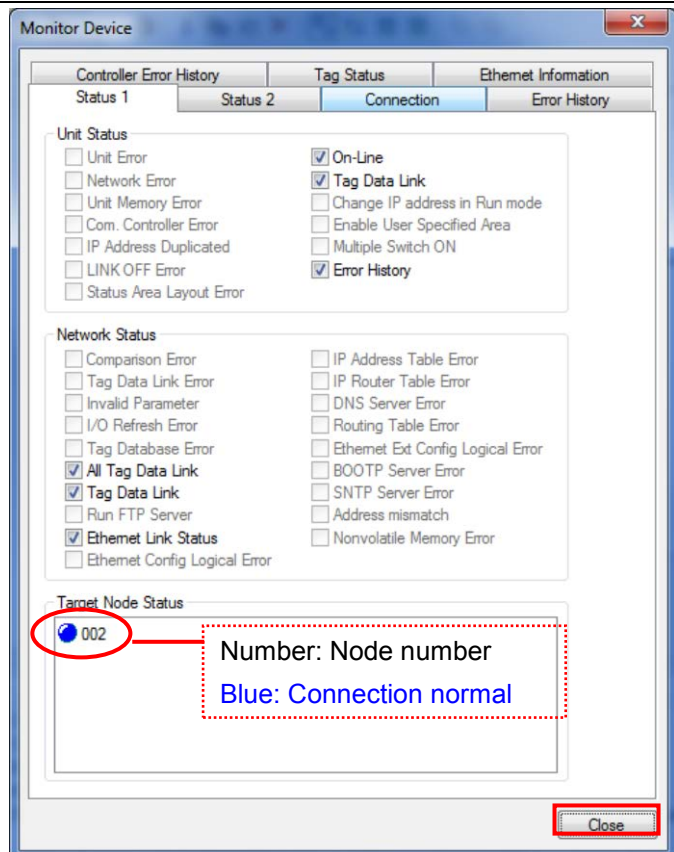 Monitor Device
Controller Error History Tag Status Ethernet Information
Status 1 Status 2 Connection Error History
Unit Status
Unit Error
Network Error
Unit Memory Error
Com. Controller Error
IP Address Duplicated
LINK OFF Error
Status Area Layout Error
On-Line
Tag Data Link
Change IP address in Run mode
Enable User Specified Area
Multiple Switch ON
Error History
Network Status
Comparison Error
Tag Data Link Error
Invalid Parameter
I/O Refresh Error
Tag Database Error
All Tag Data Link
Tag Data Link
Run FTP Server
Ethernet Link Status
Ethernet Config Logical Error
IP Address Table Error
IP Router Table Error
DNS Server Error
Routing Table Error
Ethernet Ext Config Logical Error
BOOTP Server Error
SNTP Server Error
Address mismatch
Nonvolatile Memory Error
Target Node Status
002
Number: Node number
Blue: Connection normal
Close